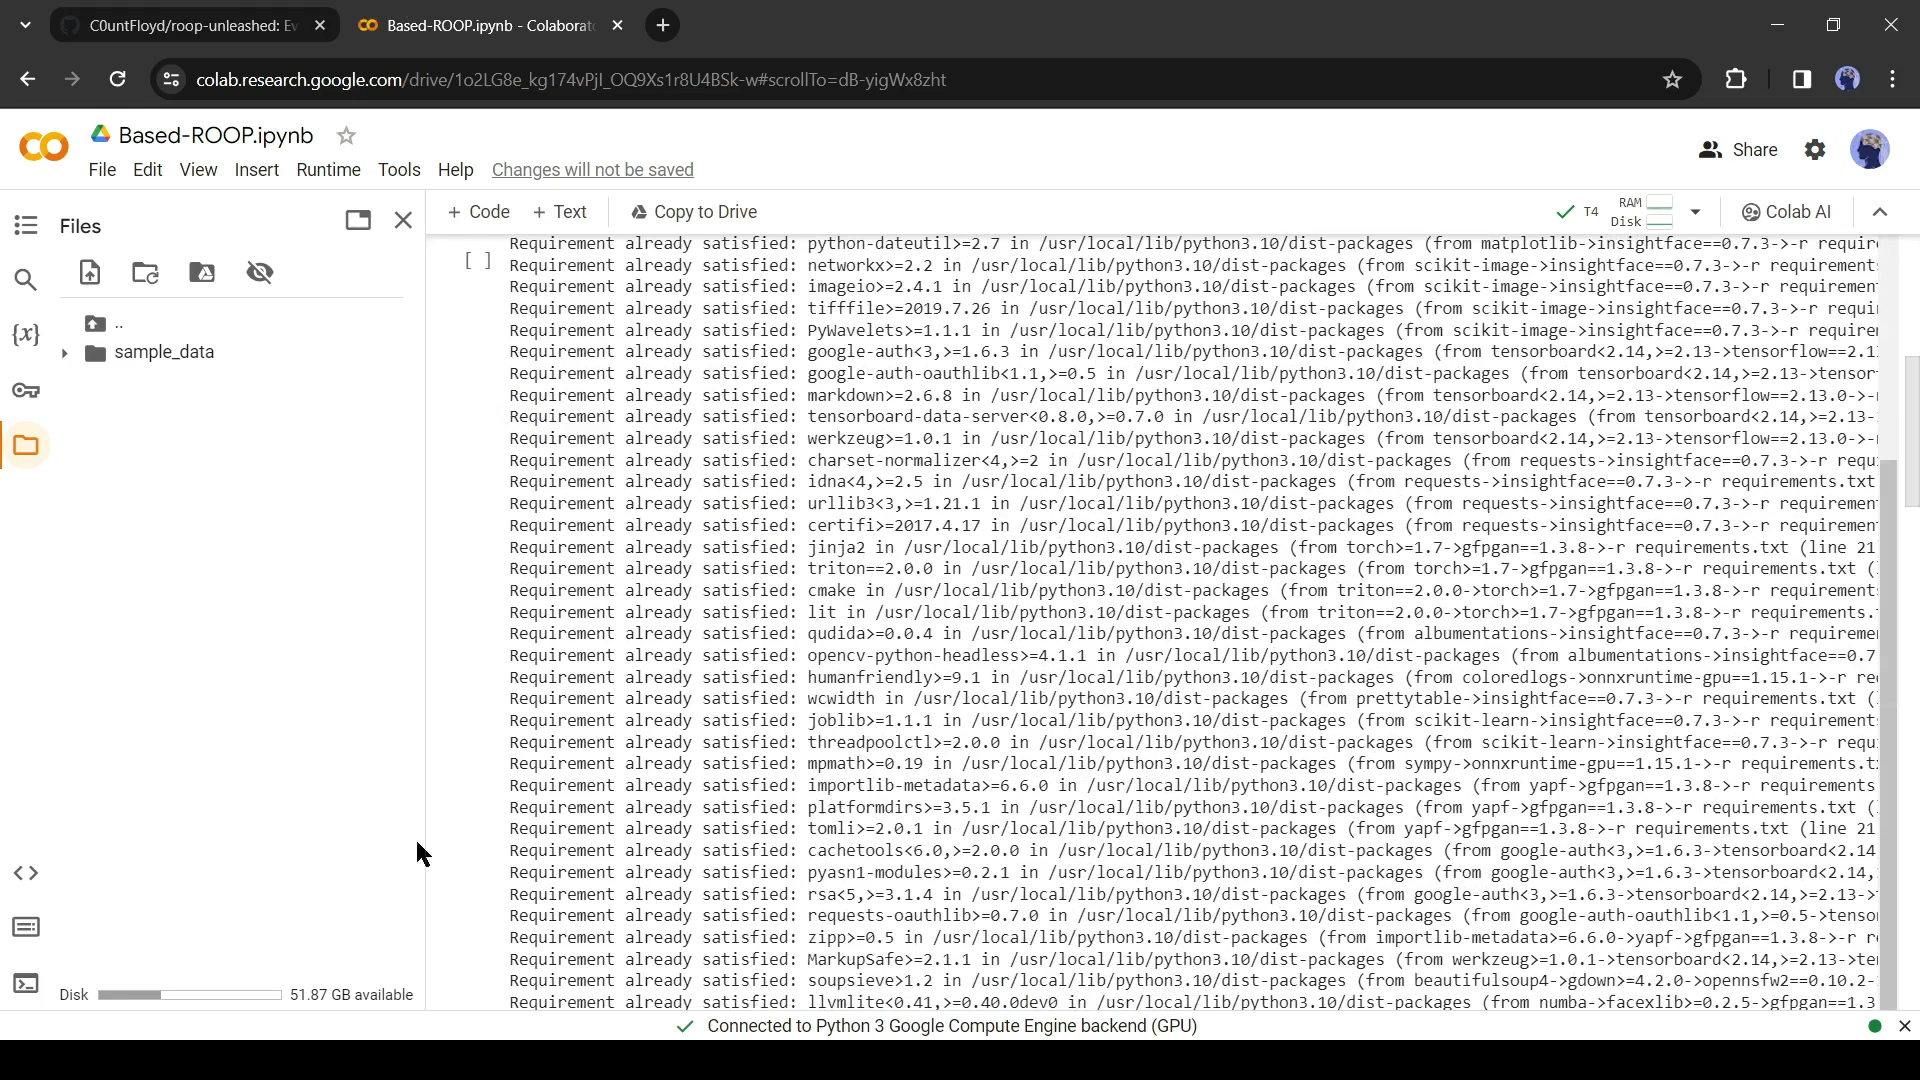 C0untFloyd/roop-unleashed: Ev
Based-ROOP.ipynb - Colaborat
colab.research.google.com/drive/1o2LG8e_kg174vPjI_OQ9Xs1r8U4BSk-w#scrollTo=dB-yigWx8zht
Based-ROOP.ipynb
File Edit View Insert Runtime Tools Help Changes will not be saved
Share
Files
+ Code + Text Copy to Drive
T4 RAM Disk
Colab AI
..
sample_data
{x}
Disk 51.87 GB available
[ ]
Requirement already satisfied: python-dateutil>=2.7 in /usr/local/lib/python3.10/dist-packages (from matplotlib->insightface==0.7.3->-r requir
Requirement already satisfied: networkx>=2.2 in /usr/local/lib/python3.10/dist-packages (from scikit-image->insightface==0.7.3->-r requirement
Requirement already satisfied: imageio>=2.4.1 in /usr/local/lib/python3.10/dist-packages (from scikit-image->insightface==0.7.3->-r requiremen
Requirement already satisfied: tifffile>=2019.7.26 in /usr/local/lib/python3.10/dist-packages (from scikit-image->insightface==0.7.3->-r requi
Requirement already satisfied: PyWavelets>=1.1.1 in /usr/local/lib/python3.10/dist-packages (from scikit-image->insightface==0.7.3->-r require
Requirement already satisfied: google-auth<3,>=1.6.3 in /usr/local/lib/python3.10/dist-packages (from tensorboard<2.14,>=2.13->tensorflow==2.1
Requirement already satisfied: google-auth-oauthlib<1.1,>=0.5 in /usr/local/lib/python3.10/dist-packages (from tensorboard<2.14,>=2.13->tensor
Requirement already satisfied: markdown>=2.6.8 in /usr/local/lib/python3.10/dist-packages (from tensorboard<2.14,>=2.13->tensorflow==2.13.0->-
Requirement already satisfied: tensorboard-data-server<0.8.0,>=0.7.0 in /usr/local/lib/python3.10/dist-packages (from tensorboard<2.14,>=2.13-
Requirement already satisfied: werkzeug>=1.0.1 in /usr/local/lib/python3.10/dist-packages (from tensorboard<2.14,>=2.13->tensorflow==2.13.0->-
Requirement already satisfied: charset-normalizer<4,>=2 in /usr/local/lib/python3.10/dist-packages (from requests->insightface==0.7.3->-r requ
Requirement already satisfied: idna<4,>=2.5 in /usr/local/lib/python3.10/dist-packages (from requests->insightface==0.7.3->-r requirements.txt
Requirement already satisfied: urllib3<3,>=1.21.1 in /usr/local/lib/python3.10/dist-packages (from requests->insightface==0.7.3->-r requiremen
Requirement already satisfied: certifi>=2017.4.17 in /usr/local/lib/python3.10/dist-packages (from requests->insightface==0.7.3->-r requiremen
Requirement already satisfied: jinja2 in /usr/local/lib/python3.10/dist-packages (from torch>=1.7->gfpgan==1.3.8->-r requirements.txt (line 21
Requirement already satisfied: triton==2.0.0 in /usr/local/lib/python3.10/dist-packages (from torch>=1.7->gfpgan==1.3.8->-r requirements.txt (
Requirement already satisfied: cmake in /usr/local/lib/python3.10/dist-packages (from triton==2.0.0->torch>=1.7->gfpgan==1.3.8->-r requirement
Requirement already satisfied: lit in /usr/local/lib/python3.10/dist-packages (from triton==2.0.0->torch>=1.7->gfpgan==1.3.8->-r requirements.
Requirement already satisfied: qudida>=0.0.4 in /usr/local/lib/python3.10/dist-packages (from albumentations->insightface==0.7.3->-r requireme
Requirement already satisfied: opencv-python-headless>=4.1.1 in /usr/local/lib/python3.10/dist-packages (from albumentations->insightface==0.7
Requirement already satisfied: humanfriendly>=9.1 in /usr/local/lib/python3.10/dist-packages (from coloredlogs->onnxruntime-gpu==1.15.1->-r re
Requirement already satisfied: wcwidth in /usr/local/lib/python3.10/dist-packages (from prettytable->insightface==0.7.3->-r requirements.txt (
Requirement already satisfied: joblib>=1.1.1 in /usr/local/lib/python3.10/dist-packages (from scikit-learn->insightface==0.7.3->-r requirement
Requirement already satisfied: threadpoolctl>=2.0.0 in /usr/local/lib/python3.10/dist-packages (from scikit-learn->insightface==0.7.3->-r requ
Requirement already satisfied: mpmath>=0.19 in /usr/local/lib/python3.10/dist-packages (from sympy->onnxruntime-gpu==1.15.1->-r requirements.t
Requirement already satisfied: importlib-metadata>=6.6.0 in /usr/local/lib/python3.10/dist-packages (from yapf->gfpgan==1.3.8->-r requirements
Requirement already satisfied: platformdirs>=3.5.1 in /usr/local/lib/python3.10/dist-packages (from yapf->gfpgan==1.3.8->-r requirements.txt (
Requirement already satisfied: tomli>=2.0.1 in /usr/local/lib/python3.10/dist-packages (from yapf->gfpgan==1.3.8->-r requirements.txt (line 21
Requirement already satisfied: cachetools<6.0,>=2.0.0 in /usr/local/lib/python3.10/dist-packages (from google-auth<3,>=1.6.3->tensorboard<2.14
Requirement already satisfied: pyasn1-modules>=0.2.1 in /usr/local/lib/python3.10/dist-packages (from google-auth<3,>=1.6.3->tensorboard<2.14,
Requirement already satisfied: rsa<5,>=3.1.4 in /usr/local/lib/python3.10/dist-packages (from google-auth<3,>=1.6.3->tensorboard<2.14,>=2.13->
Requirement already satisfied: requests-oauthlib>=0.7.0 in /usr/local/lib/python3.10/dist-packages (from google-auth-oauthlib<1.1,>=0.5->tenso
Requirement already satisfied: zipp>=0.5 in /usr/local/lib/python3.10/dist-packages (from importlib-metadata>=6.6.0->yapf->gfpgan==1.3.8->-r r
Requirement already satisfied: MarkupSafe>=2.1.1 in /usr/local/lib/python3.10/dist-packages (from werkzeug>=1.0.1->tensorboard<2.14,>=2.13->te
Requirement already satisfied: soupsieve>1.2 in /usr/local/lib/python3.10/dist-packages (from beautifulsoup4->gdown>=4.2.0->opennsfw2==0.10.2-
Requirement already satisfied: llvmlite<0.41,>=0.40.0dev0 in /usr/local/lib/python3.10/dist-packages (from numba->facexlib>=0.2.5->gfpgan==1.3
Connected to Python 3 Google Compute Engine backend (GPU)